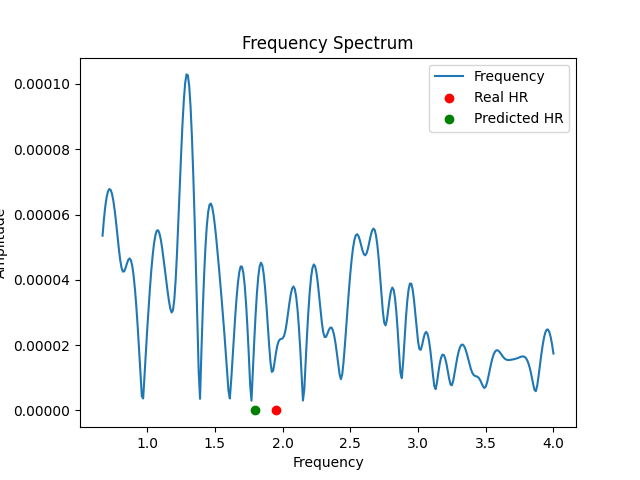 Frequency Spectrum
Frequency
Real HR
Predicted HR
0.00010
0.00008
0.00006
0.00004
0.00002
0.00000
Amplitude
1.0 1.5 2.0 2.5 3.0 3.5 4.0
Frequency